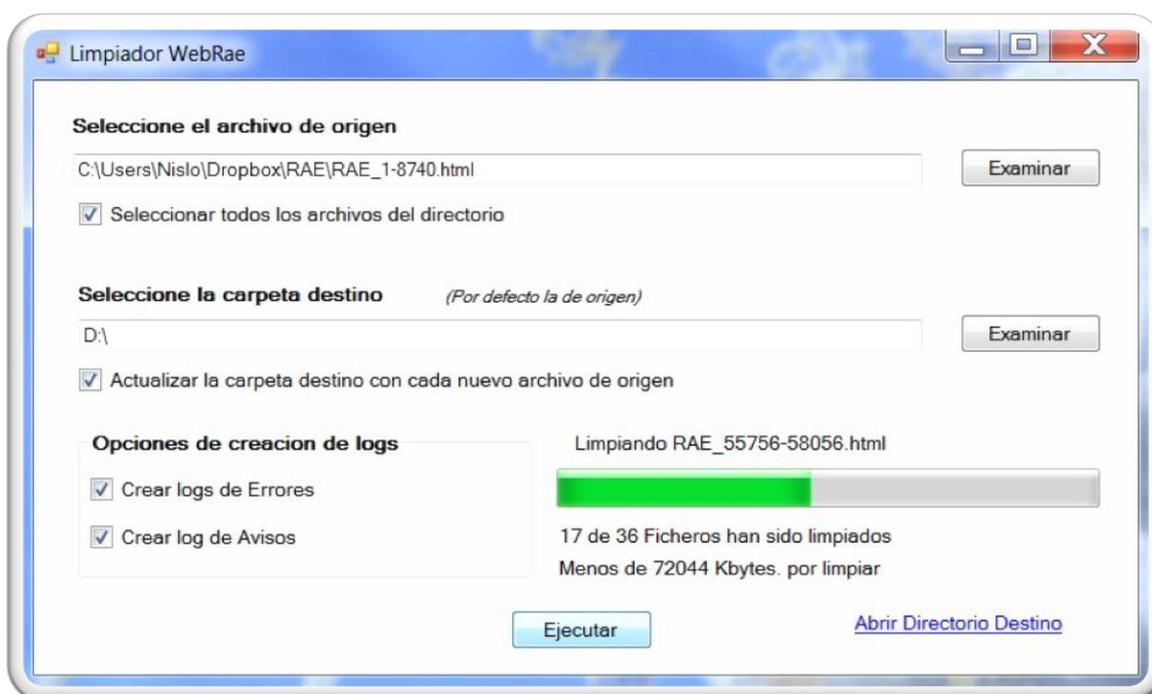 Limpiador WebRae
Seleccione el archivo de origen
C:\Users\Nislo\Dropbox\RAE\RAE_1-8740.html
Examinar
Seleccionar todos los archivos del directorio
Seleccione la carpeta destino (Por defecto la de origen)
D:\
Examinar
Actualizar la carpeta destino con cada nuevo archivo de origen
Opciones de creacion de logs
Crear logs de Errores
Crear log de Avisos
Limpiando RAE_55756-58056.html
17 de 36 Ficheros han sido limpiados
Menos de 72044 Kbytes. por limpiar
Ejecutar
Abrir Directorio Destino